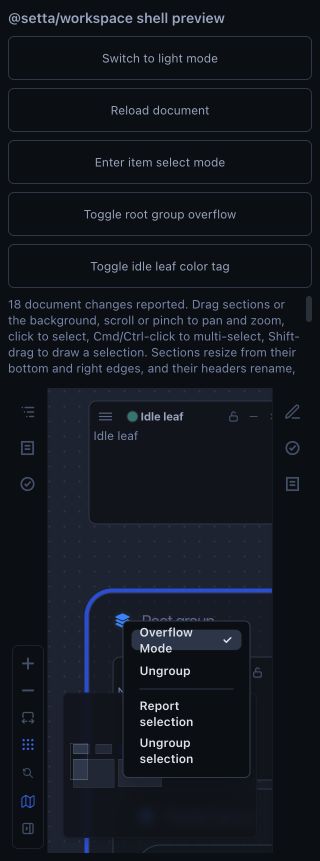 @setta/workspace shell preview
Switch to light mode
Reload document
Enter item select mode
Toggle root group overflow
Toggle idle leaf color tag
18 document changes reported. Drag sections or
the background, scroll or pinch to pan and zoom,
click to select, Cmd/Ctrl-click to multi-select, Shift-
drag to draw a selection. Sections resize from their
bottom and right edges, and their headers rename,
Idle leaf
Idle leaf
Root group
Overflow
Mode
Ungroup
Report
selection
Ungroup
selection